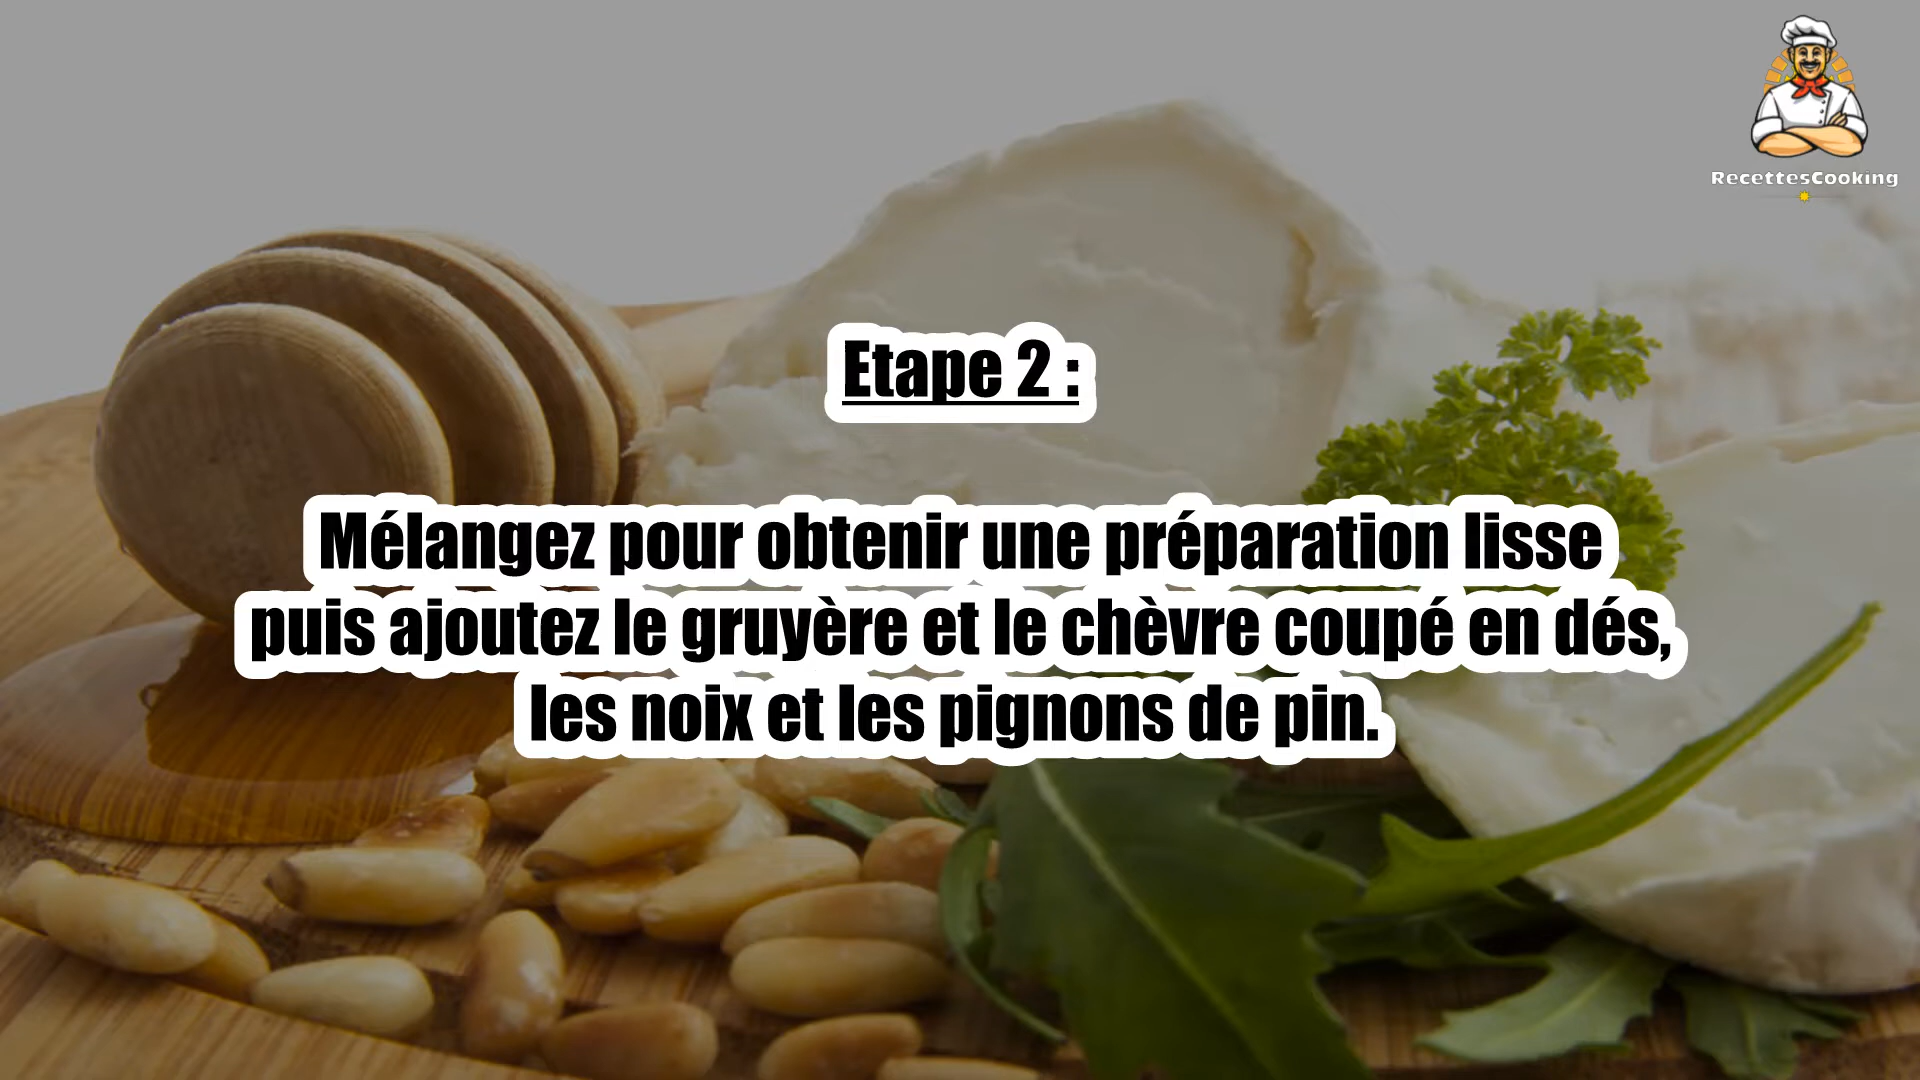 RecettesCooking
Etape 2 :
Mélangez pour obtenir une préparation lisse
puis ajoutez le gruyère et le chèvre coupé en dés,
les noix et les pignons de pin.